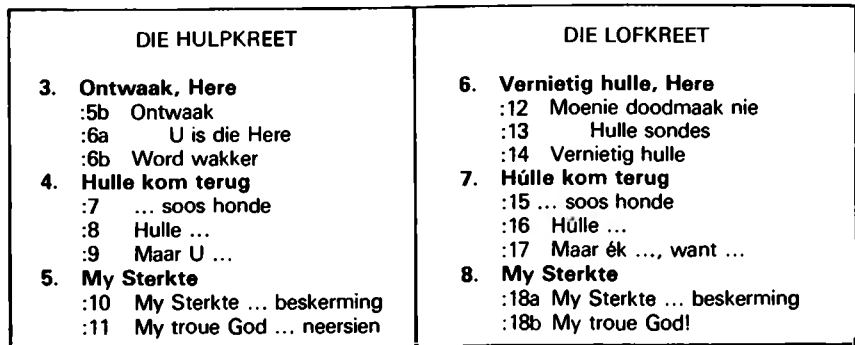 DIE HULPKREET
3. Ontwaak, Here
:5b Ontwaak
:6a U is die Here
:6b Word wakker
4. Hulle kom terug
:7 ... soos honde
:8 Hulle ...
:9 Maar U ...
5. My Sterkte
:10 My Sterkte ... beskerming
:11 My troue God ... neersien
DIE LOFKREET
6. Vernietig hulle, Here
:12 Moenie doodmaak nie
:13 Hulle sondes
:14 Vernietig hulle
7. Húlle kom terug
:15 ... soos honde
:16 Húlle ...
:17 Maar ék ..., want ...
8. My Sterkte
:18a My Sterkte ... beskerming
:18b My troue God!